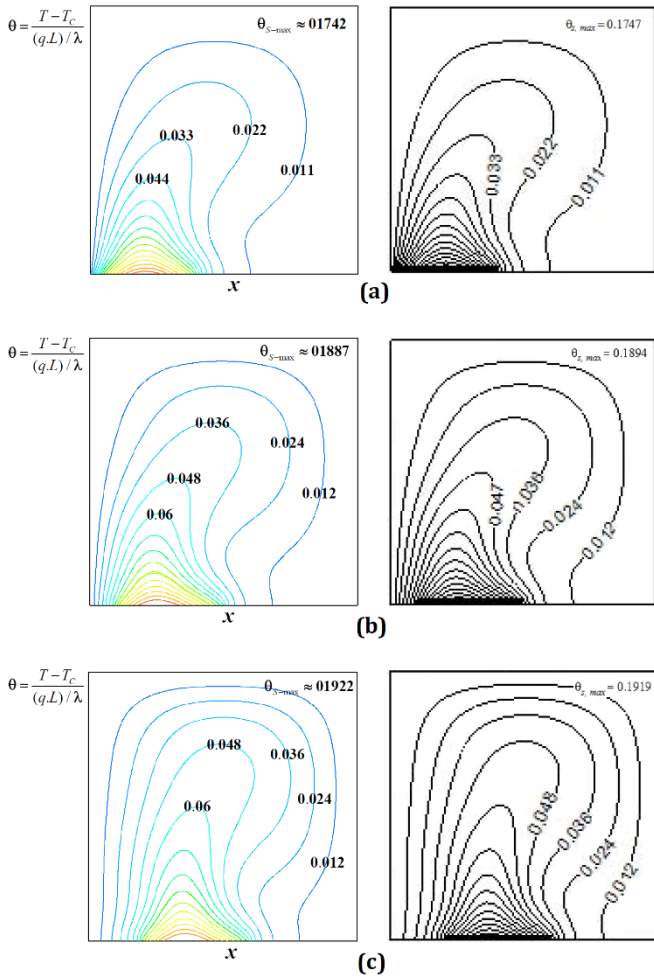 θ = T − T_C / (q.L) / λ
θ_S−max ≈ 01742
0.022
0.033
0.044
0.011
x
θ_s, max = 0.1747
0.033
0.022
0.011
(a)
θ = T − T_C / (q.L) / λ
θ_S−max ≈ 01887
0.036
0.024
0.048
0.012
0.06
x
θ_s, max = 0.1894
0.047
0.036
0.024
0.012
(b)
θ = T − T_C / (q.L) / λ
θ_S−max ≈ 01922
0.048
0.036
0.024
0.06
0.012
x
θ_s, max = 0.1919
0.048
0.036
0.024
0.012
(c)